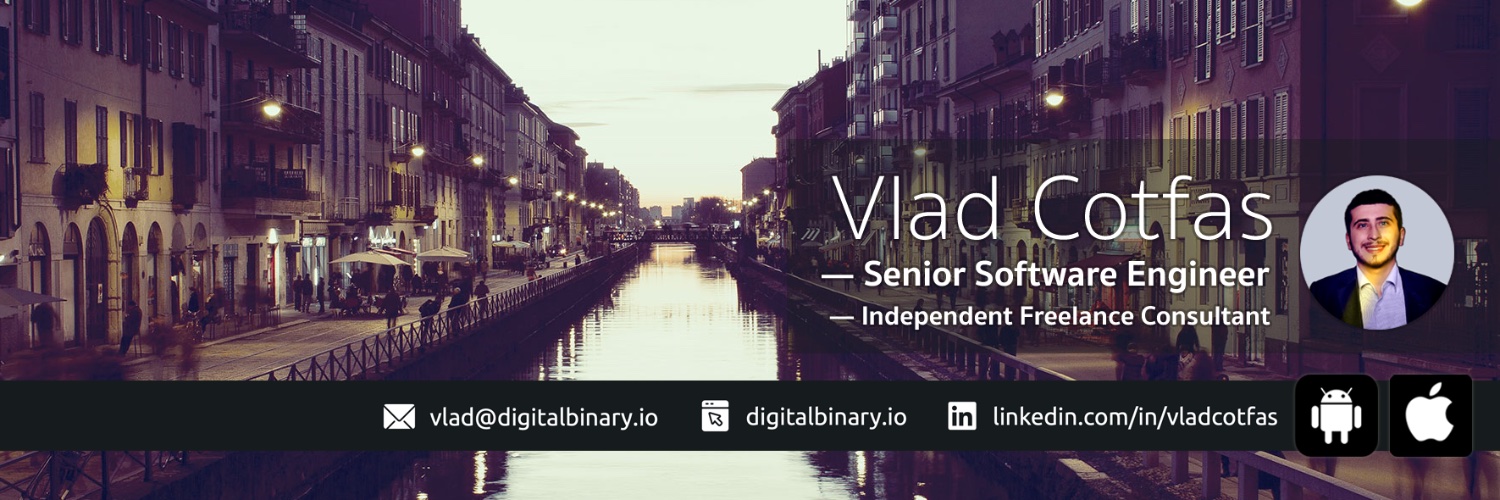 Vlad Cotfas
— Senior Software Engineer
— Independent Freelance Consultant
vlad@digitalbinary.io digitalbinary.io linkedin.com/in/vladcotfas